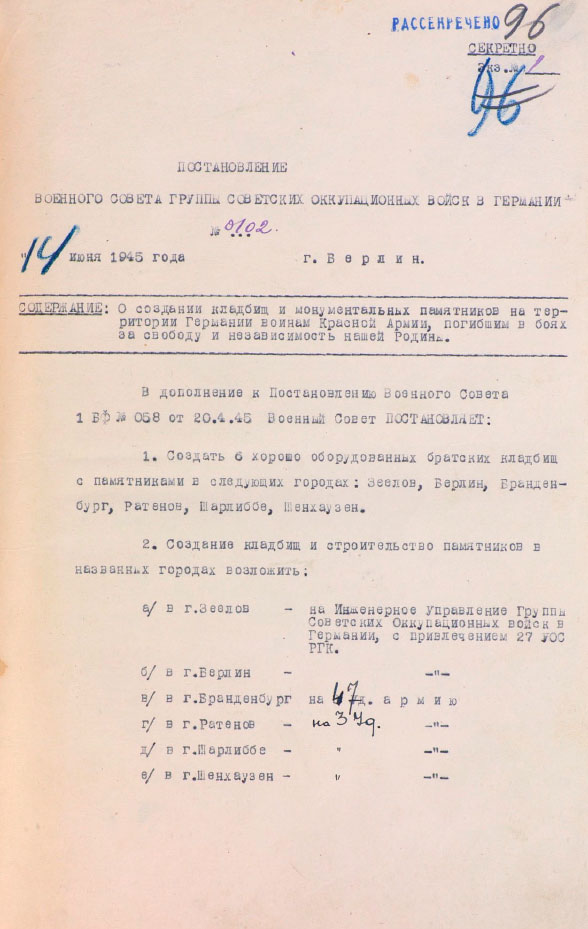 РАССЕКРЕЧЕНО 96
СЕКРЕТНО
Экз.№ 1
96
ПОСТАНОВЛЕНИЕ
ВОЕННОГО СОВЕТА ГРУППЫ СОВЕТСКИХ ОККУПАЦИОННЫХ ВОЙСК В ГЕРМАНИИ
№ 0102.
"14 июня 1945 года г. Берлин.
СОДЕРЖАНИЕ: О создании кладбищ и монументальных памятников на тер-
ритории Германии воинам Красной Армии, погибшим в боях
за свободу и независимость нашей Родины.
В дополнение к Постановлению Военного Совета
1 БФ № 058 от 20.4.45 Военный Совет ПОСТАНОВЛЯЕТ:
1. Создать 6 хорошо оборудованных братских кладбищ
с памятниками в следующих городах: Зеелов, Берлин, Бранден-
бург, Ратенов, Шарлиббе, Шенхаузен.
2. Создание кладбищ и строительство памятников в
названных городах возложить:
а/ в г.Зеелов - на Инженерное Управление Группы
Советских Оккупационных войск в
Германии, с привлечением 27 УОС
РГК.
б/ в г.Берлин - -"-
в/ в г.Бранденбург на 47 армию
г/ в г.Ратенов - на 3 Уд. -"-
д/ в г.Шарлиббе - " -"-
е/ в г.Шенхаузен - " -"-